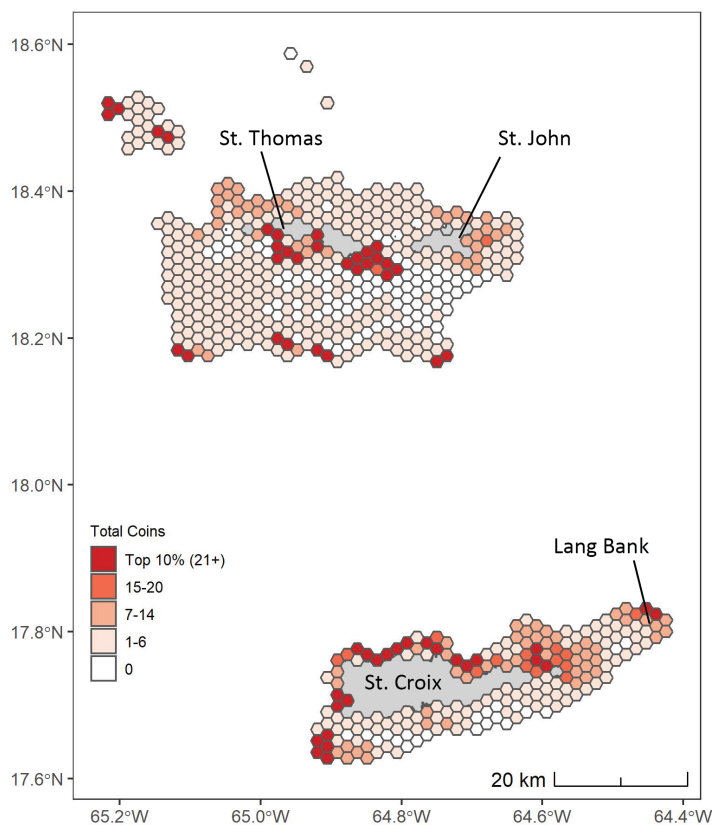 18.6°N
St. Thomas
St. John
18.4°N
18.2°N
18.0°N
Total Coins
Top 10% (21+)
15-20
7-14
1-6
0
Lang Bank
17.8°N
St. Croix
17.6°N
20 km
65.2°W
65.0°W
64.8°W
64.6°W
64.4°W